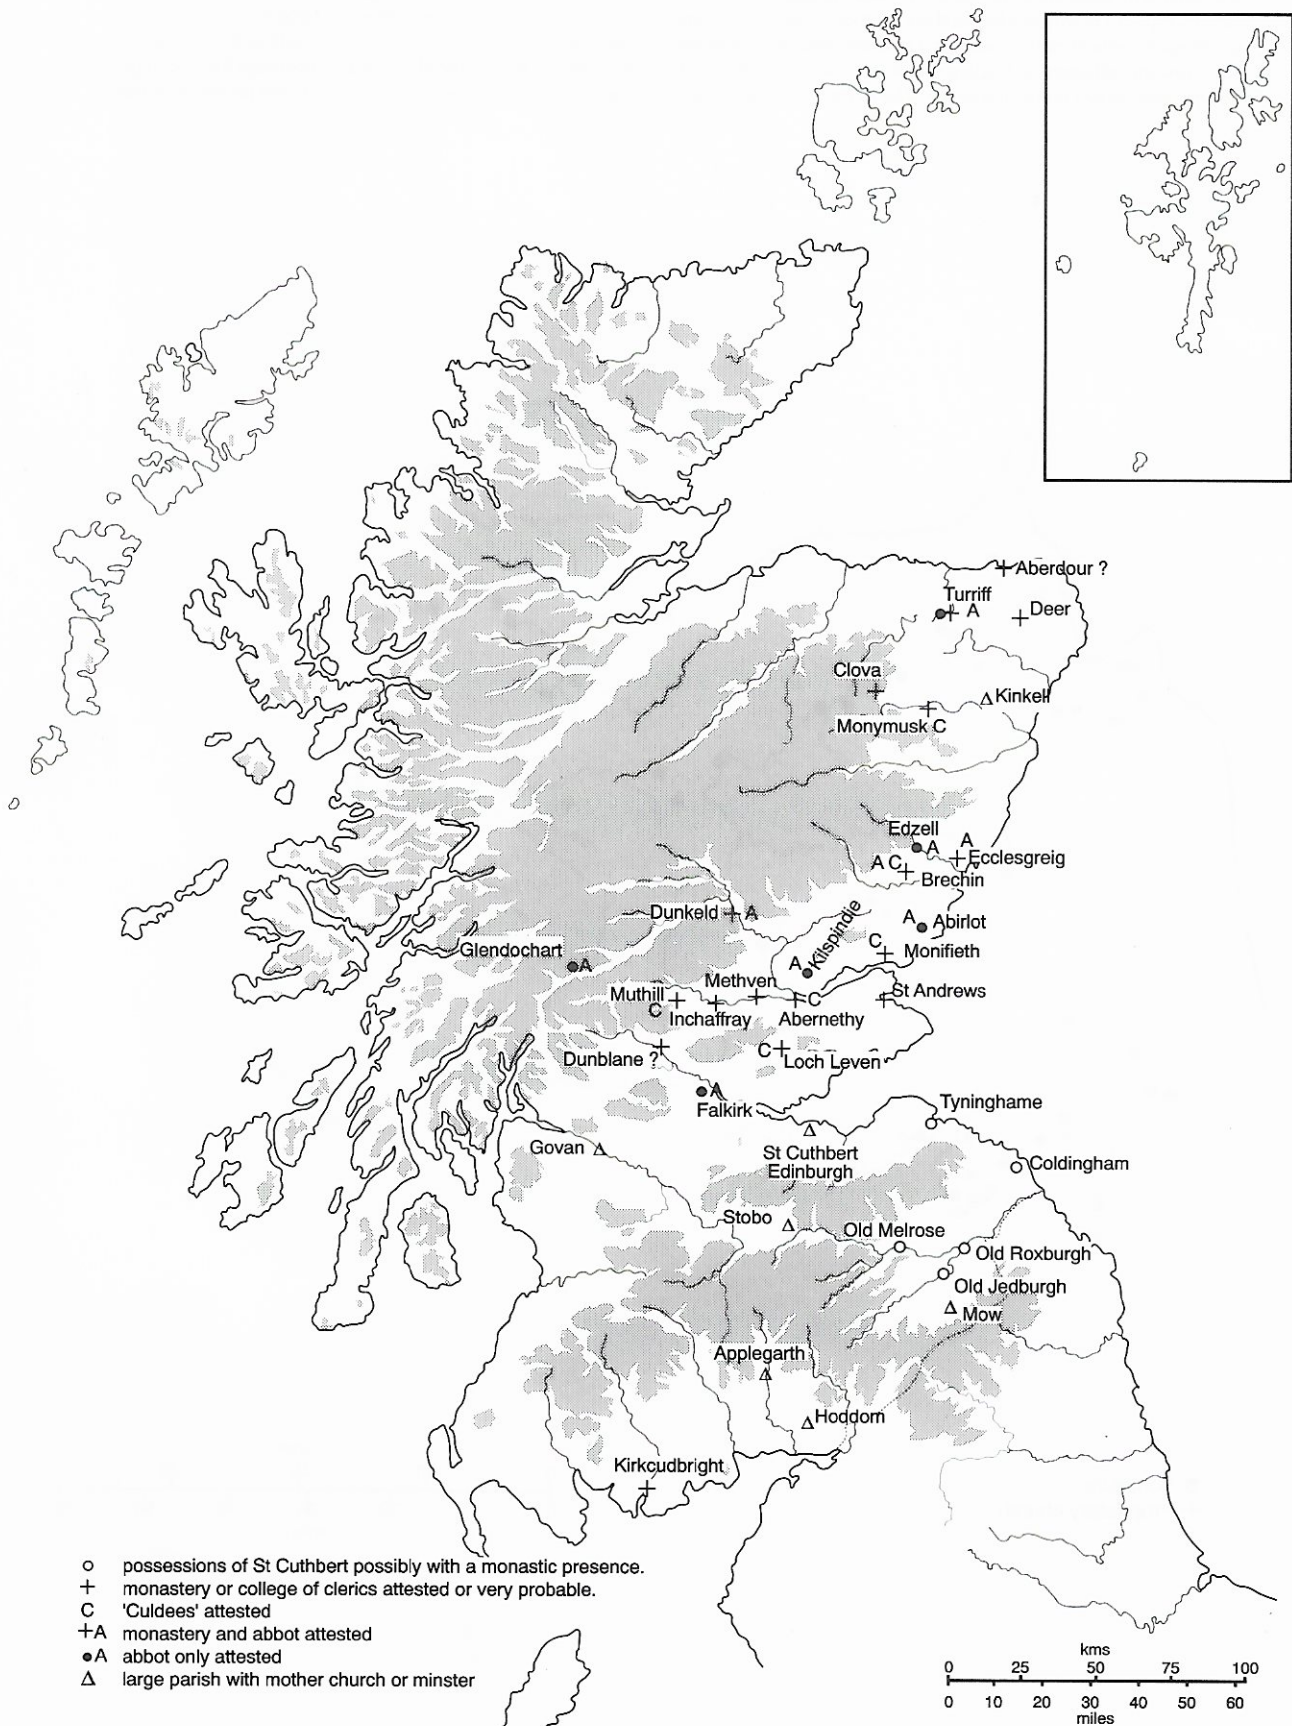 Aberdour ?
Turriff
A
Deer
Clova
Kinkell
Monymusk C
Edzell
A
A
Ecclesgreig
A C
Brechin
Dunkeld
A
Kilspindie
A
A
Abirlot
C
Monifieth
Glendochart
A
Methven
Muthill
C
Inchaffray
C
Abernethy
St Andrews
Dunblane ?
C
Loch Leven
A
Falkirk
Tyninghame
Govan
St Cuthbert
Edinburgh
Coldingham
Stobo
Old Melrose
Old Roxburgh
Old Jedburgh
Mow
Applegarth
Hoddom
Kirkcudbright
possessions of St Cuthbert possibly with a monastic presence.
+ monastery or college of clerics attested or very probable.
C 'Culdees' attested
+A monastery and abbot attested
●A abbot only attested
△ large parish with mother church or minster
kms
0 25 50 75 100
0 10 20 30 40 50 60
miles